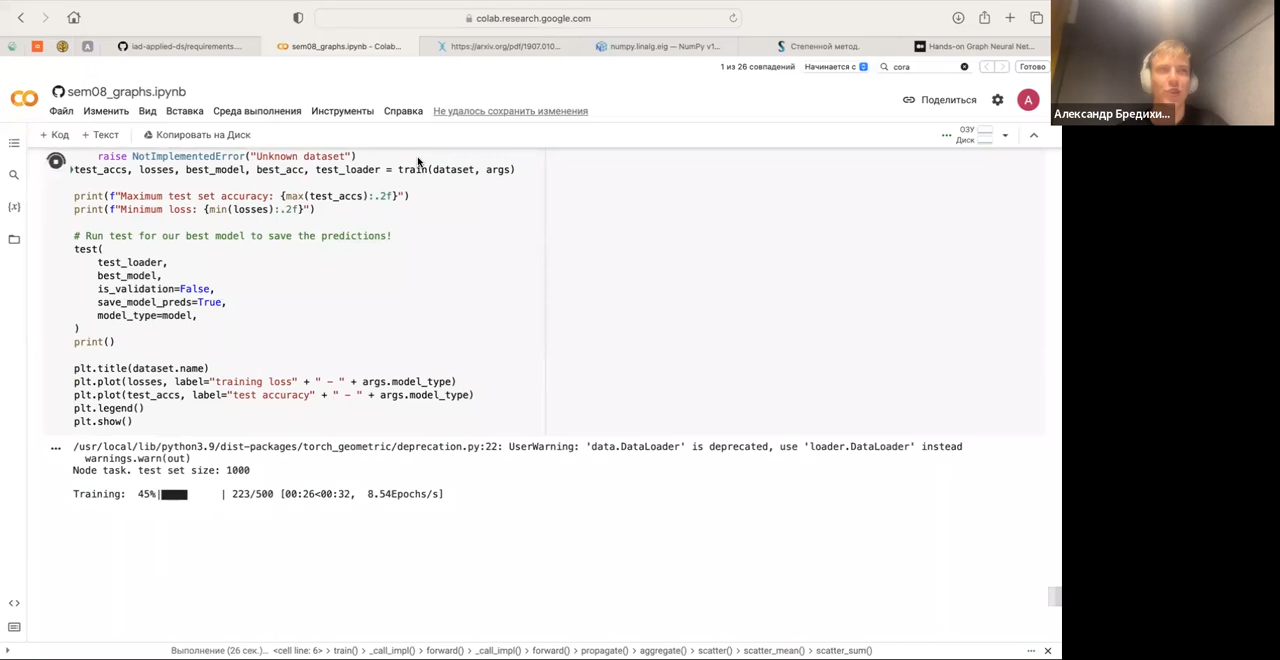 colab.research.google.com
iad-applied-ds/requirements....
sem08_graphs.ipynb - Colab...
https://arxiv.org/pdf/1907.010...
numpy.linalg.eig — NumPy v1...
Степенной метод.
Hands-on Graph Neural Net...
1 из 26 совпадений
Начинается с
cora
Готово
sem08_graphs.ipynb
Файл Изменить Вид Вставка Среда выполнения Инструменты Справка Не удалось сохранить изменения
Поделиться
A
Александр Бредихи...
+ Код + Текст Копировать на Диск
ОЗУ
Диск
raise NotImplementedError("Unknown dataset")
test_accs, losses, best_model, best_acc, test_loader = train(dataset, args)
print(f"Maximum test set accuracy: {max(test_accs):.2f}")
print(f"Minimum loss: {min(losses):.2f}")
# Run test for our best model to save the predictions!
test(
test_loader,
best_model,
is_validation=False,
save_model_preds=True,
model_type=model,
)
print()
plt.title(dataset.name)
plt.plot(losses, label="training loss" + " - " + args.model_type)
plt.plot(test_accs, label="test accuracy" + " - " + args.model_type)
plt.legend()
plt.show()
/usr/local/lib/python3.9/dist-packages/torch_geometric/deprecation.py:22: UserWarning: 'data.DataLoader' is deprecated, use 'loader.DataLoader' instead
warnings.warn(out)
Node task. test set size: 1000
Training: 45%| | 223/500 [00:26<00:32, 8.54Epochs/s]
Выполнение (26 сек.)... <cell line: 6> > train() > _call_impl() > forward() > _call_impl() > forward() > propagate() > aggregate() > scatter() > scatter_mean() > scatter_sum()